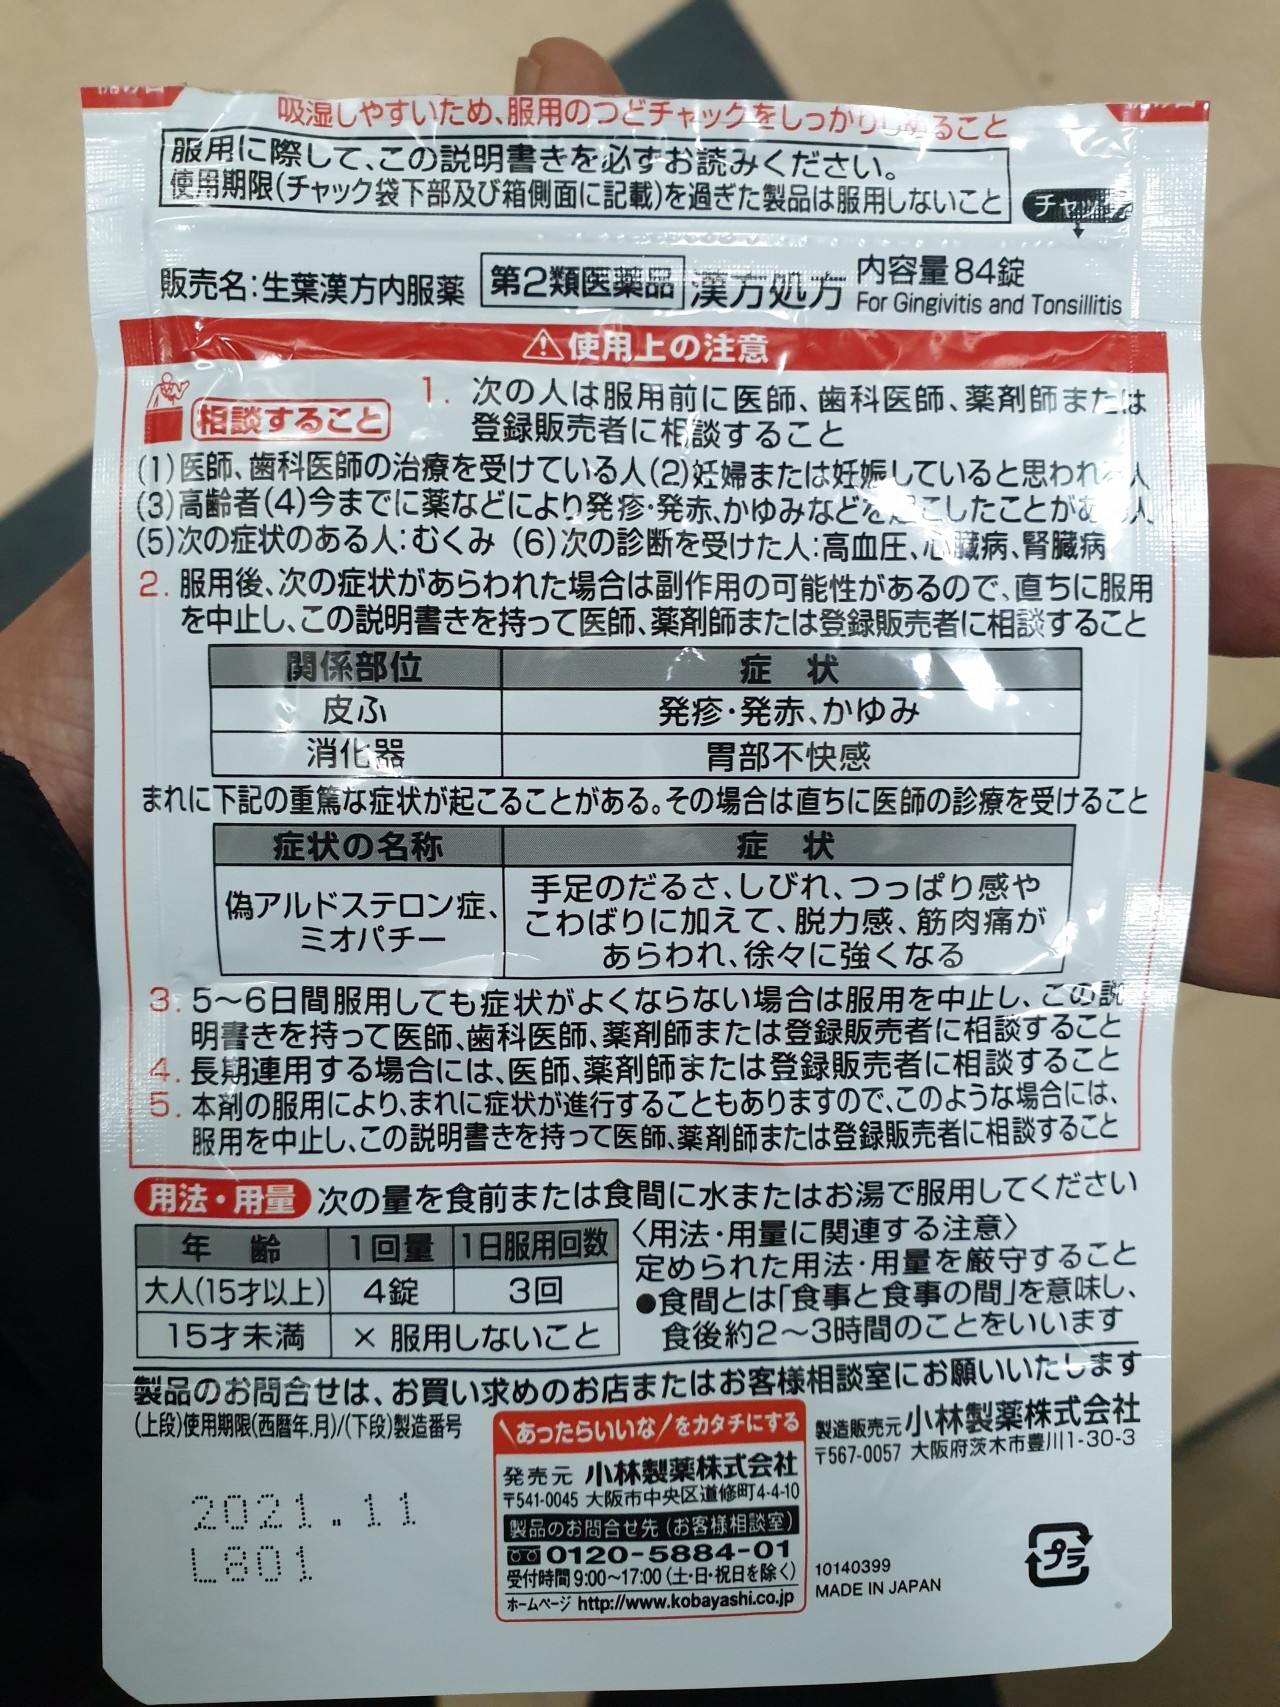 吸湿しやすいため、服用のつどチャックをしっかりしめること
服用に際して、この説明書きを必ずお読みください。
使用期限(チャック袋下部及び箱側面に記載)を過ぎた製品は服用しないこと
チャック
販売名:生葉漢方内服薬 第2類医薬品 漢方処方 内容量84錠
For Gingivitis and Tonsillitis
使用上の注意
相談すること
1. 次の人は服用前に医師、歯科医師、薬剤師または
登録販売者に相談すること
(1)医師、歯科医師の治療を受けている人(2)妊婦または妊娠していると思われる人
(3)高齢者(4)今までに薬などにより発疹・発赤、かゆみなどを起こしたことがある人
(5)次の症状のある人:むくみ (6)次の診断を受けた人:高血圧、心臓病、腎臓病
2. 服用後、次の症状があらわれた場合は副作用の可能性があるので、直ちに服用
を中止し、この説明書きを持って医師、薬剤師または登録販売者に相談すること
関係部位 症状
皮ふ 発疹・発赤、かゆみ
消化器 胃部不快感
まれに下記の重篤な症状が起こることがある。その場合は直ちに医師の診療を受けること
症状の名称 症状
偽アルドステロン症、
ミオパチー
手足のだるさ、しびれ、つっぱり感や
こわばりに加えて、脱力感、筋肉痛が
あらわれ、徐々に強くなる
3. 5〜6日間服用しても症状がよくならない場合は服用を中止し、この説
明書きを持って医師、歯科医師、薬剤師または登録販売者に相談すること
4. 長期連用する場合には、医師、薬剤師または登録販売者に相談すること
5. 本剤の服用により、まれに症状が進行することもありますので、このような場合には、
服用を中止し、この説明書きを持って医師、薬剤師または登録販売者に相談すること
用法・用量 次の量を食前または食間に水またはお湯で服用してください
年齢 1回量 1日服用回数
大人(15才以上) 4錠 3回
15才未満 × 服用しないこと
〈用法・用量に関連する注意〉
定められた用法・用量を厳守すること
●食間とは「食事と食事の間」を意味し、
食後約2〜3時間のことをいいます
製品のお問合せは、お買い求めのお店またはお客様相談室にお願いいたします
(上段)使用期限(西暦年.月)/(下段)製造番号
2021.11
L801
\あったらいいな/をカタチにする
発売元 小林製薬株式会社
〒541-0045 大阪市中央区道修町4-4-10
製品のお問合せ先(お客様相談室)
0120-5884-01
受付時間9:00〜17:00(土・日・祝日を除く)
ホームページ http://www.kobayashi.co.jp
製造販売元 小林製薬株式会社
〒567-0057 大阪府茨木市豊川1-30-3
10140399
MADE IN JAPAN
プラ